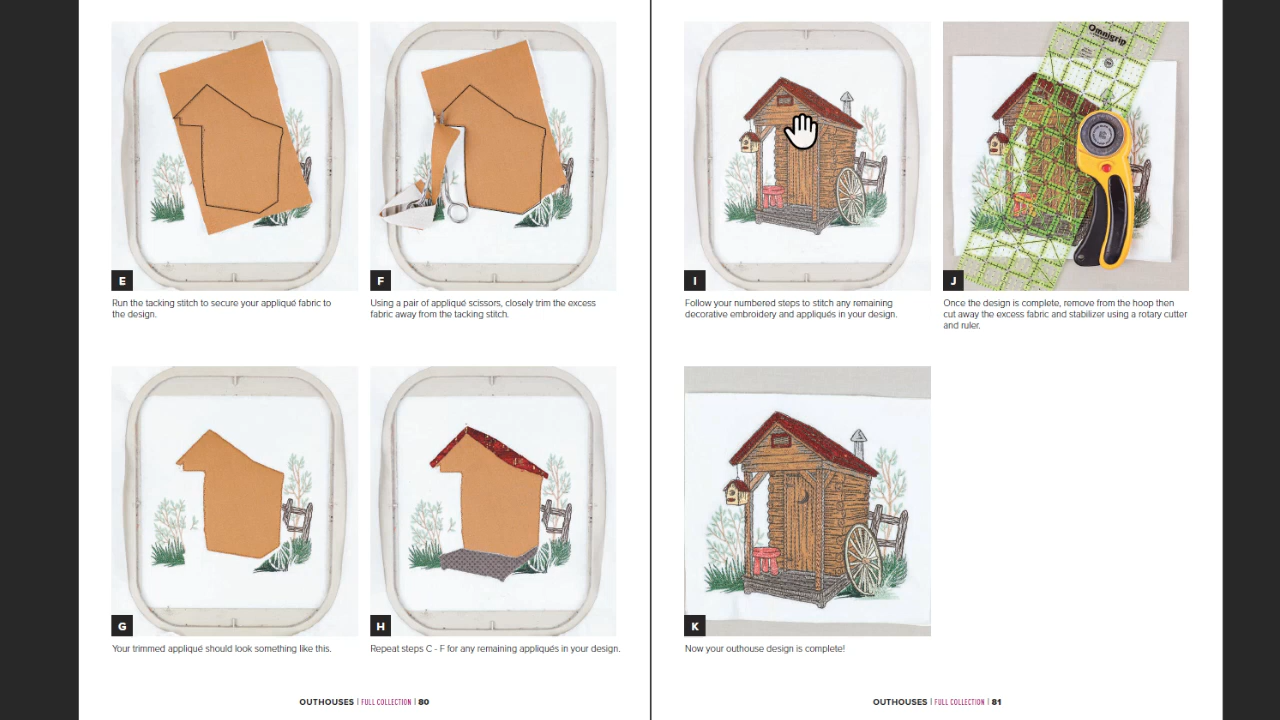 E
Run the tacking stitch to secure your appliqué fabric to
the design.
F
Using a pair of appliqué scissors, closely trim the excess
fabric away from the tacking stitch.
G
Your trimmed appliqué should look something like this.
H
Repeat steps C - F for any remaining appliqués in your design.
OUTHOUSES | FULL COLLECTION | 80
I
Follow your numbered steps to stitch any remaining
decorative embroidery and appliqués in your design.
Omnigrip
J
Once the design is complete, remove from the hoop then
cut away the excess fabric and stabilizer using a rotary cutter
and ruler.
K
Now your outhouse design is complete!
OUTHOUSES | FULL COLLECTION | 81